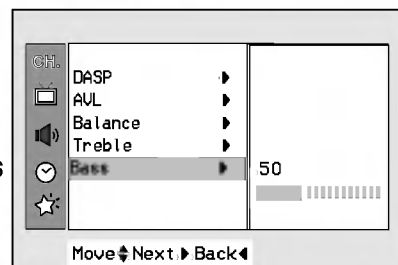 CH.
DASP
AVL
Balance
Treble
Bass
50
S
Move Next Back